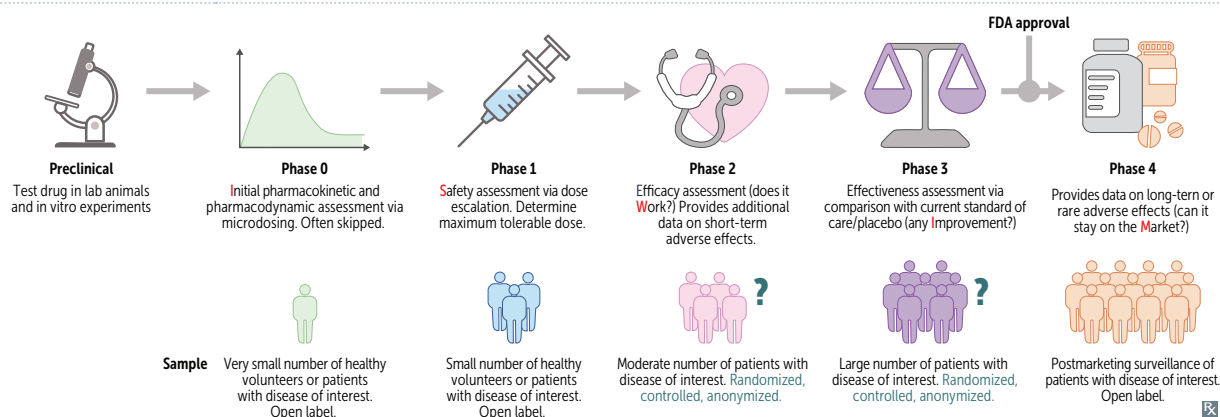 FDA approval
Preclinical
Test drug in lab animals
and in vitro experiments
Phase 0
Initial pharmacokinetic and
pharmacodynamic assessment via
microdosing. Often skipped.
Phase 1
Safety assessment via dose
escalation. Determine
maximum tolerable dose.
Phase 2
Efficacy assessment (does it
Work?) Provides additional
data on short-term
adverse effects.
Phase 3
Effectiveness assessment via
comparison with current standard of
care/placebo (any Improvement?)
Phase 4
Provides data on long-tern or
rare adverse effects (can it
stay on the Market?)
?
?
Sample
Very small number of healthy
volunteers or patients
with disease of interest.
Open label.
Small number of healthy
volunteers or patients
with disease of interest.
Open label.
Moderate number of patients with
disease of interest. Randomized,
controlled, anonymized.
Large number of patients with
disease of interest. Randomized,
controlled, anonymized.
Postmarketing surveillance of
patients with disease of interest.
Open label.
℞